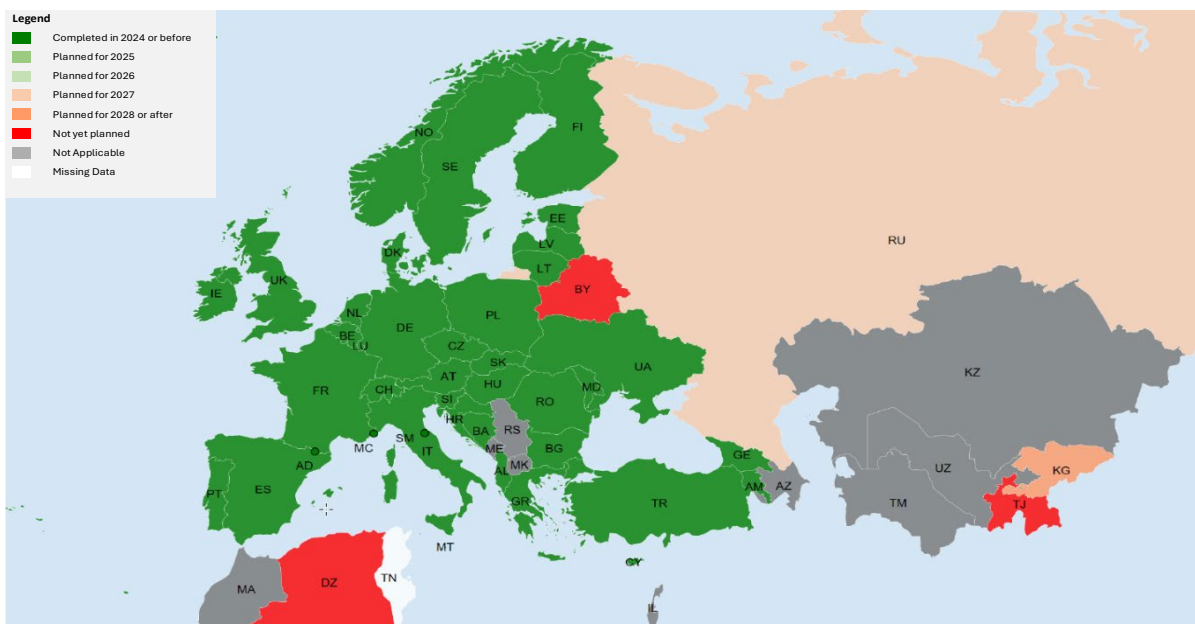 Legend
Completed in 2024 or before
Planned for 2025
Planned for 2026
Planned for 2027
Planned for 2028 or after
Not yet planned
Not Applicable
Missing Data
NO
FI
SE
EE
RU
LV
DK
LT
IE
UK
BY
NL
PL
DE
BE
LU
CZ
SK
UA
KZ
AT
CH
HU
MD
FR
SI
RO
HR
BA
RS
SM
MC
IT
ME
BG
GE
AD
AL
MK
UZ
KG
PT
ES
GR
TR
AM
AZ
TM
TJ
MT
CY
TN
DZ
MA
IL